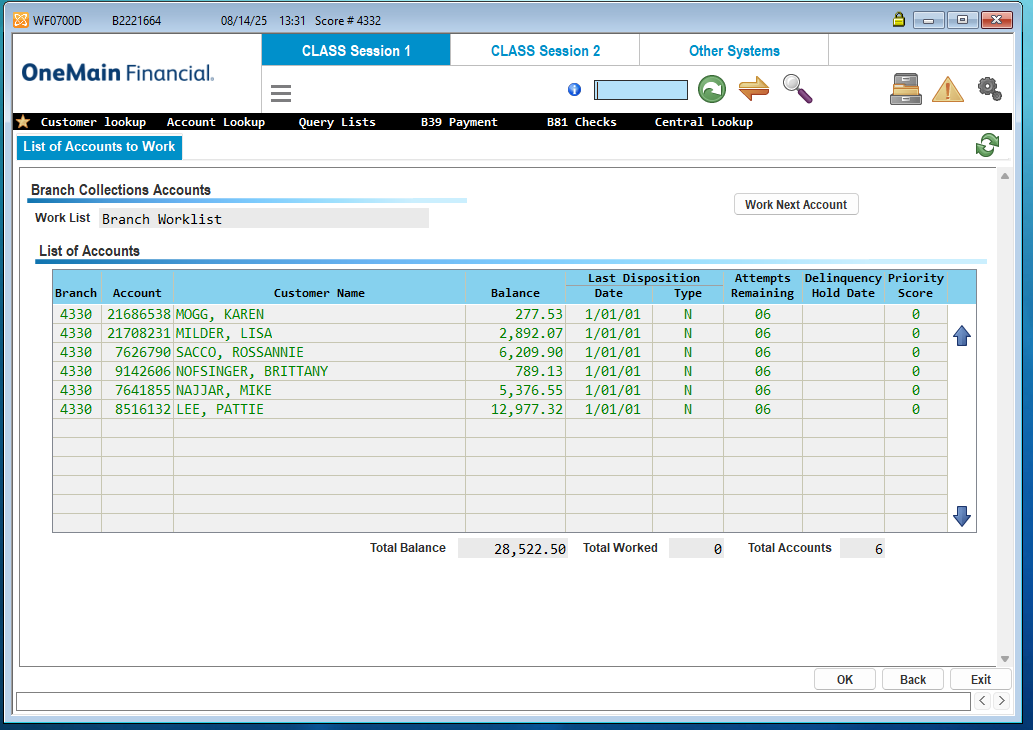 WF0700D B2221664 08/14/25 13:31 Score # 4332
CLASS Session 1 CLASS Session 2 Other Systems
OneMain Financial.
Customer lookup Account Lookup Query Lists B39 Payment B81 Checks Central Lookup
List of Accounts to Work
Branch Collections Accounts
Work List Branch Worklist
Work Next Account
List of Accounts
Last Disposition Attempts Delinquency Priority
Branch Account Customer Name Balance Date Type Remaining Hold Date Score
4330 21686538 MOGG, KAREN 277.53 1/01/01 N 06 0
4330 21708231 MILDER, LISA 2,892.07 1/01/01 N 06 0
4330 7626790 SACCO, ROSSANNIE 6,209.90 1/01/01 N 06 0
4330 9142606 NOFSINGER, BRITTANY 789.13 1/01/01 N 06 0
4330 7641855 NAJJAR, MIKE 5,376.55 1/01/01 N 06 0
4330 8516132 LEE, PATTIE 12,977.32 1/01/01 N 06 0
Total Balance 28,522.50 Total Worked 0 Total Accounts 6
OK Back Exit